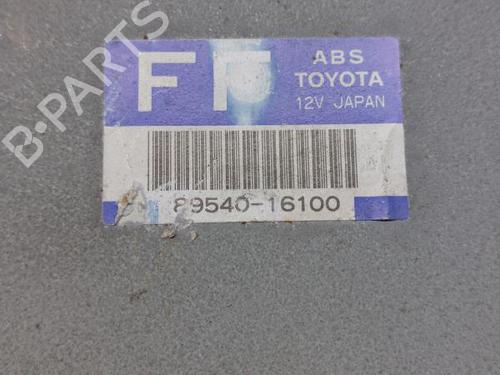 ABS
FF TOYOTA
12V JAPAN
89540-16100
B-PARTS